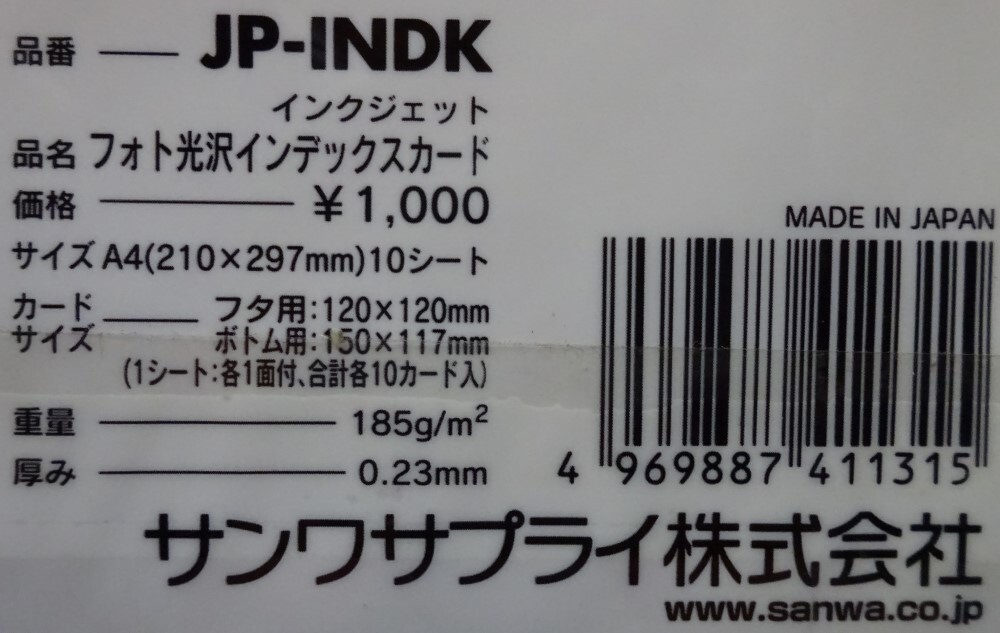 品番 JP-INDK
インクジェット
品名 フォト光沢インデックスカード
価格 ¥1,000
サイズ A4(210×297mm)10シート
カード フタ用:120×120mm
サイズ ボトム用:150×117mm
(1シート:各1面付、合計各10カード入)
重量 185g/m²
厚み 0.23mm
MADE IN JAPAN
4 969887 411315
サンワサプライ株式会社
www.sanwa.co.jp